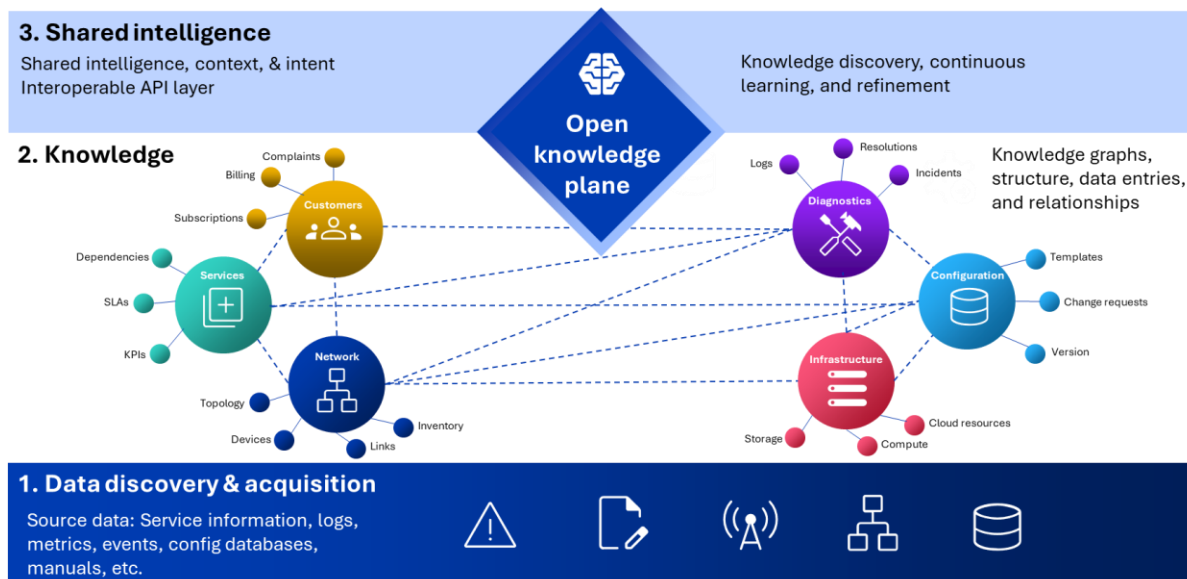 3. Shared intelligence
Shared intelligence, context, & intent
Interoperable API layer
Open
knowledge
plane
Knowledge discovery, continuous
learning, and refinement
2. Knowledge
Complaints
Billing
Subscriptions
Customers
Dependencies
SLAs
KPIs
Services
Network
Topology
Devices
Links
Inventory
Logs
Resolutions
Incidents
Diagnostics
Knowledge graphs,
structure, data entries,
and relationships
Configuration
Templates
Change requests
Version
Infrastructure
Storage
Compute
Cloud resources
1. Data discovery & acquisition
Source data: Service information, logs,
metrics, events, config databases,
manuals, etc.